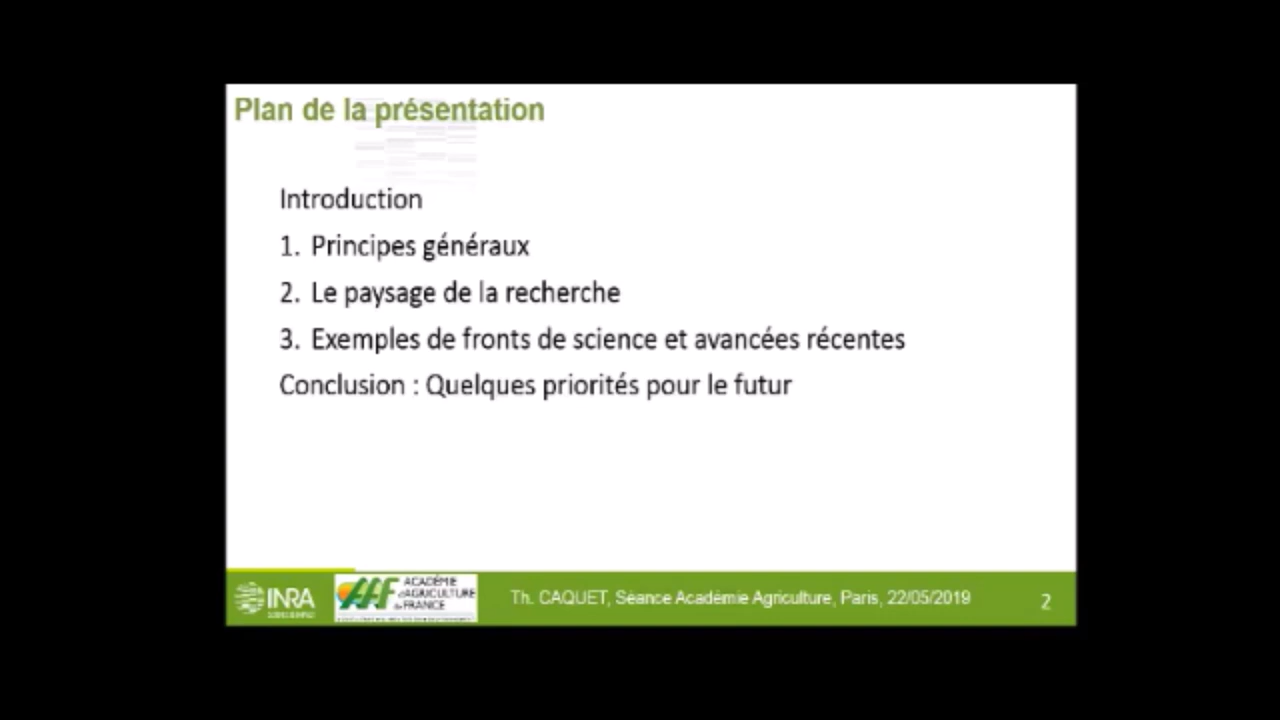 Plan de la présentation
Introduction
1. Principes généraux
2. Le paysage de la recherche
3. Exemples de fronts de science et avancées récentes
Conclusion : Quelques priorités pour le futur
INRA
AAF
ACADÉMIE
d'AGRICULTURE
de FRANCE
Th. CAQUET, Séance Académie Agriculture, Paris, 22/05/2019
2